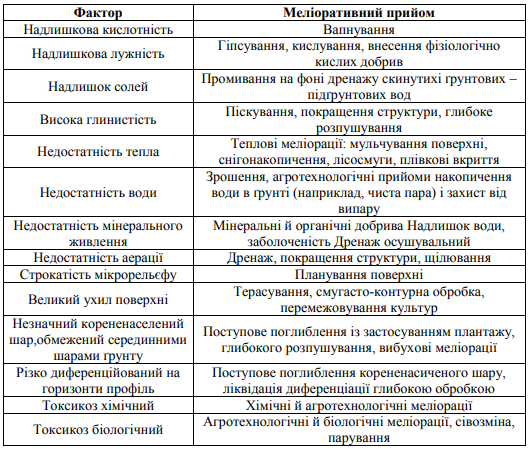 Фактор
Меліоративний прийом
Надлишкова кислотність
Вапнування
Надлишкова лужність
Гіпсування, кислування, внесення фізіологічно
кислих добрив
Надлишок солей
Промивання на фоні дренажу скинутихі ґрунтових –
підґрунтових вод
Висока глинистість
Піскування, покращення структури, глибоке
розпушування
Недостатність тепла
Теплові меліорації: мульчування поверхні,
снігонакопичення, лісосмуги, плівкові вкриття
Недостатність води
Зрошення, агротехнологічні прийоми накопичення
води в ґрунті (наприклад, чиста пара) і захист від
випару
Недостатність мінерального
живлення
Мінеральні й органічні добрива Надлишок води,
заболоченість Дренаж осушувальний
Недостатність аерації
Дренаж, покращення структури, щілювання
Строкатість мікрорельєфу
Планування поверхні
Великий ухил поверхні
Терасування, смугасто-контурна обробка,
перемежовування культур
Незначний корененаселений
шар,обмежений серединними
шарами ґрунту
Поступове поглиблення із застосуванням плантажу,
глибокого розпушування, вибухові меліорації
Різко диференційований на
горизонти профіль
Поступове поглиблення корененасиченого шару,
ліквідація диференціації глибокою обробкою
Токсикоз хімічний
Хімічні й агротехнологічні меліорації
Токсикоз біологічний
Агротехнологічні й біологічні меліорації, сівозміна,
парування